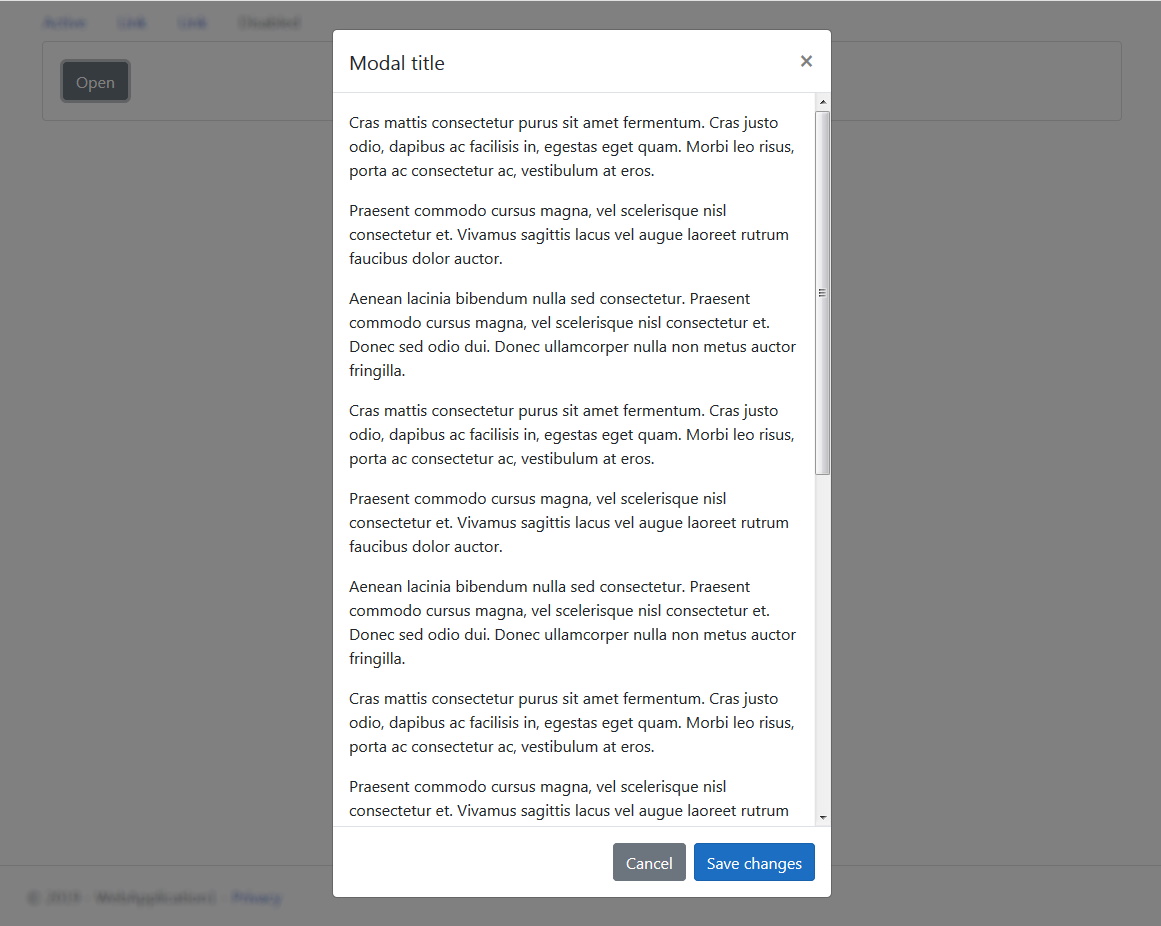 Active Link Link Disabled
Open
Modal title ×
Cras mattis consectetur purus sit amet fermentum. Cras justo
odio, dapibus ac facilisis in, egestas eget quam. Morbi leo risus,
porta ac consectetur ac, vestibulum at eros.
Praesent commodo cursus magna, vel scelerisque nisl
consectetur et. Vivamus sagittis lacus vel augue laoreet rutrum
faucibus dolor auctor.
Aenean lacinia bibendum nulla sed consectetur. Praesent
commodo cursus magna, vel scelerisque nisl consectetur et.
Donec sed odio dui. Donec ullamcorper nulla non metus auctor
fringilla.
Cras mattis consectetur purus sit amet fermentum. Cras justo
odio, dapibus ac facilisis in, egestas eget quam. Morbi leo risus,
porta ac consectetur ac, vestibulum at eros.
Praesent commodo cursus magna, vel scelerisque nisl
consectetur et. Vivamus sagittis lacus vel augue laoreet rutrum
faucibus dolor auctor.
Aenean lacinia bibendum nulla sed consectetur. Praesent
commodo cursus magna, vel scelerisque nisl consectetur et.
Donec sed odio dui. Donec ullamcorper nulla non metus auctor
fringilla.
Cras mattis consectetur purus sit amet fermentum. Cras justo
odio, dapibus ac facilisis in, egestas eget quam. Morbi leo risus,
porta ac consectetur ac, vestibulum at eros.
Praesent commodo cursus magna, vel scelerisque nisl
consectetur et. Vivamus sagittis lacus vel augue laoreet rutrum
Cancel Save changes
© - Privacy